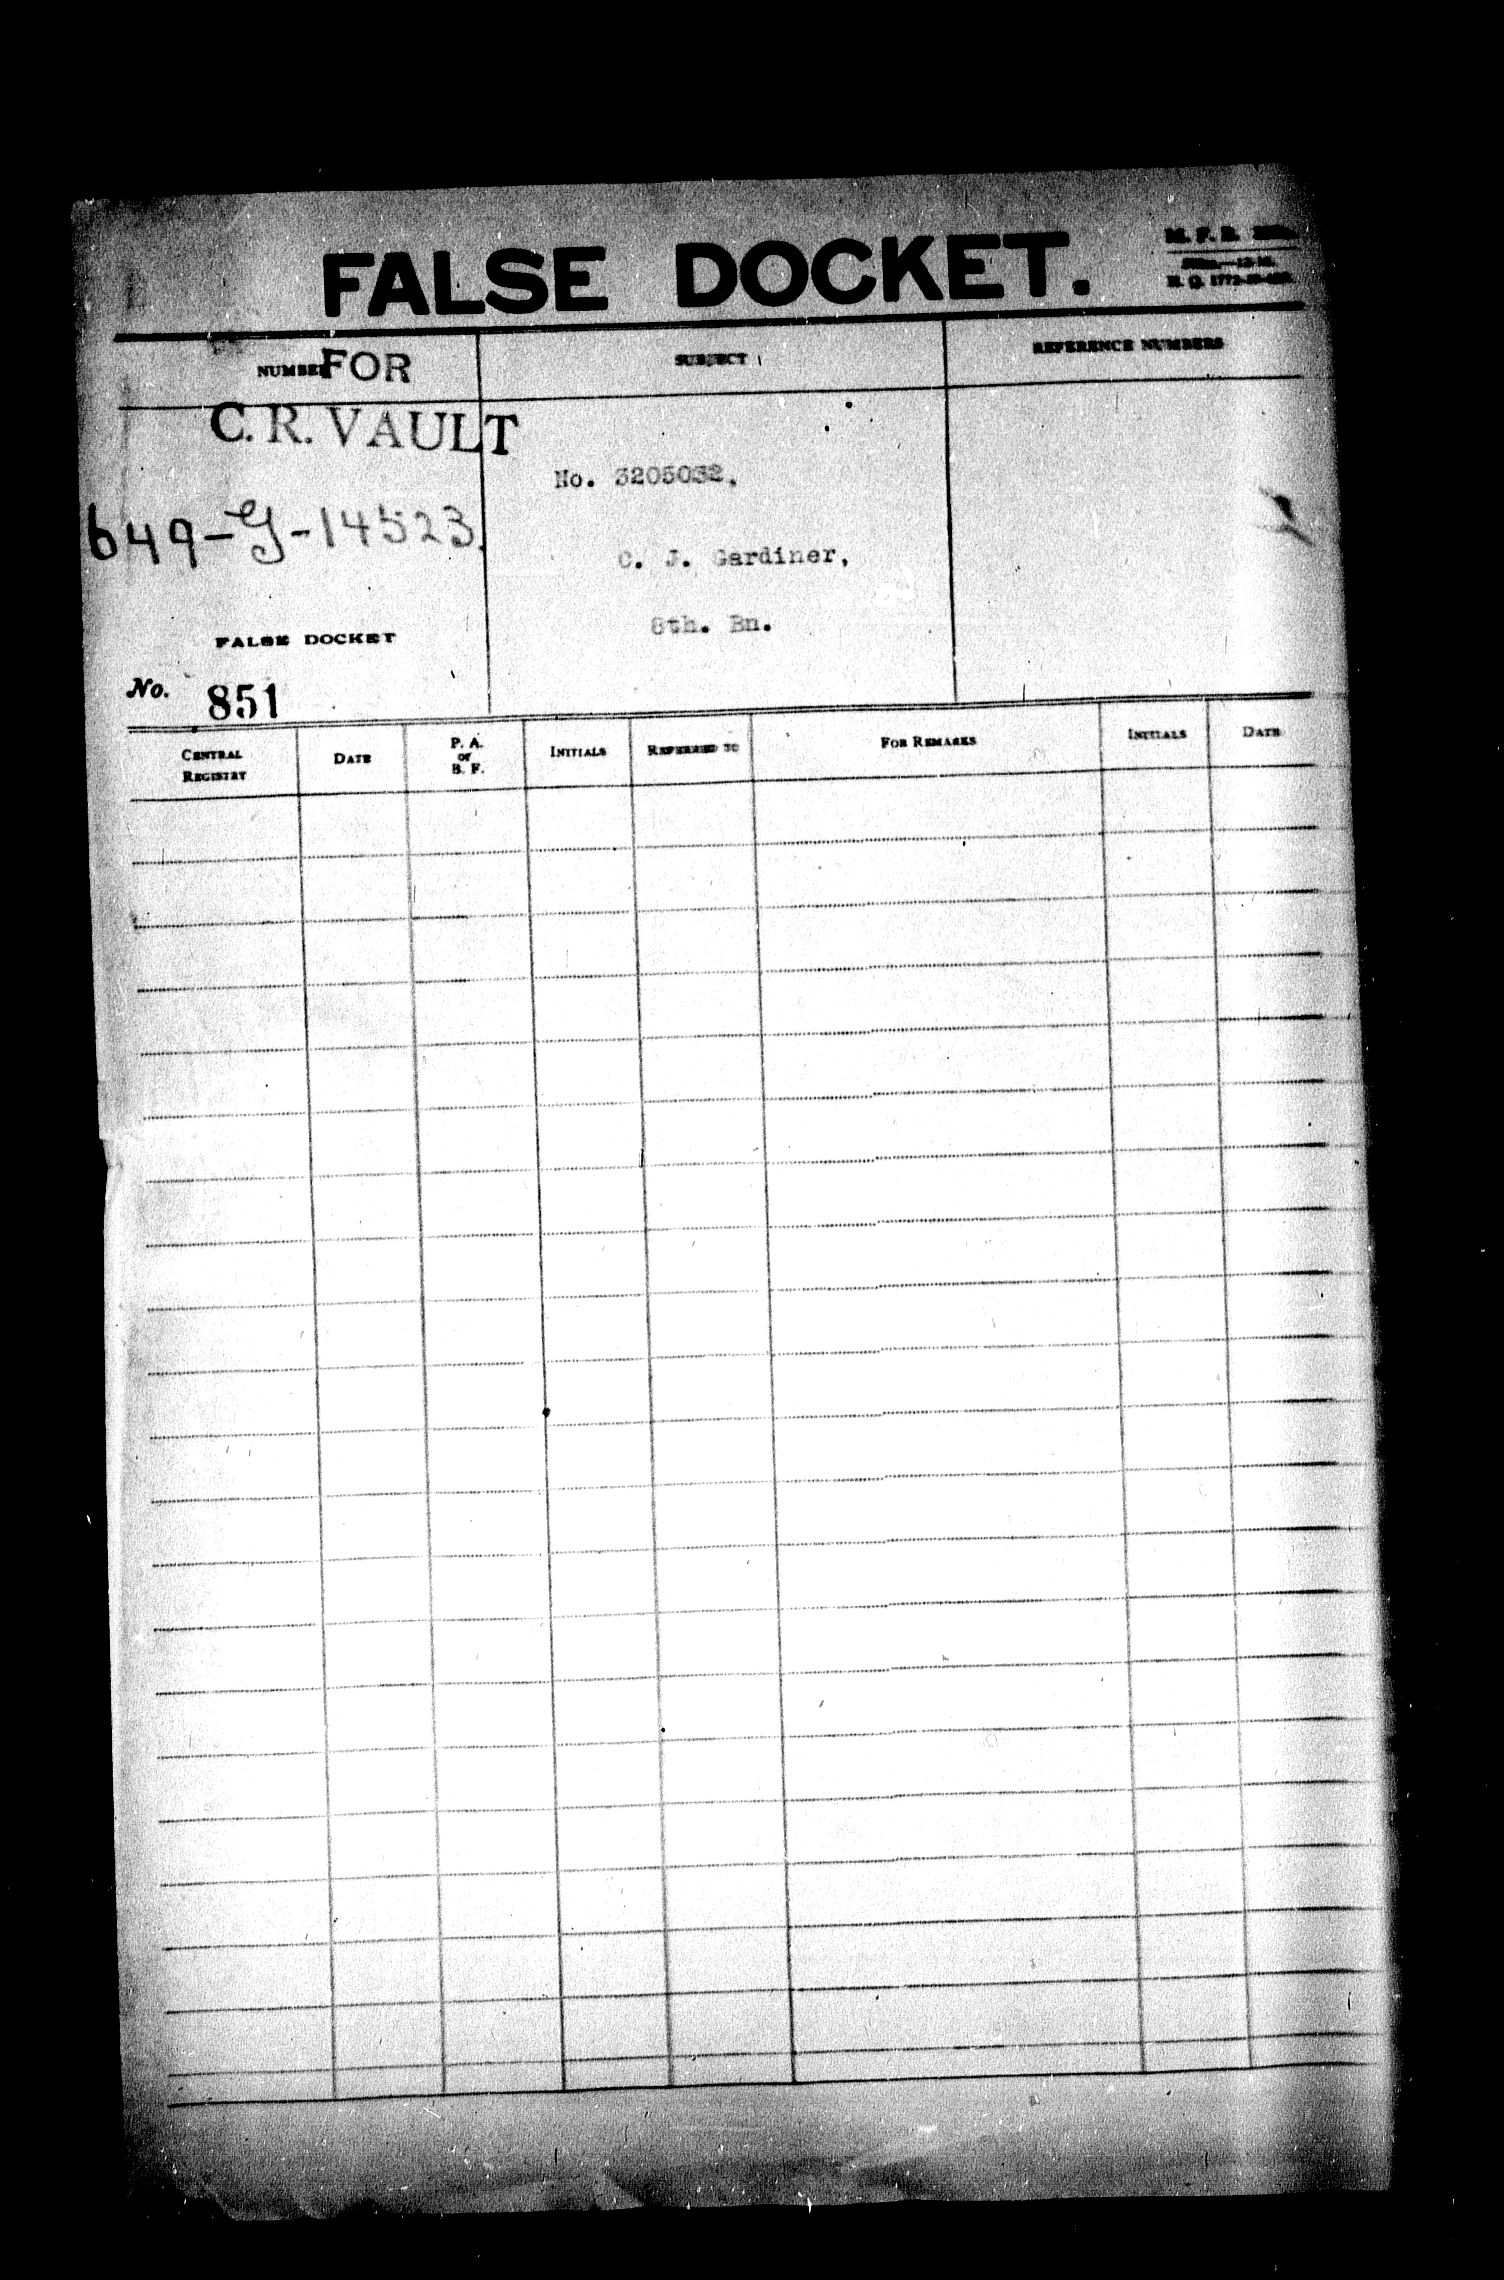 FALSE DOCKET.
NUMBER FOR
SUBJECT
REFERENCE NUMBERS
C. R. VAULT
649-G-14523
No. 3205032.
C. J. Gardiner,
8th. Bn.
FALSE DOCKET
No. 851
CENTRAL REGISTRY
DATE
P. A. or B. F.
INITIALS
REFERRED TO
FOR REMARKS
INITIALS
DATE